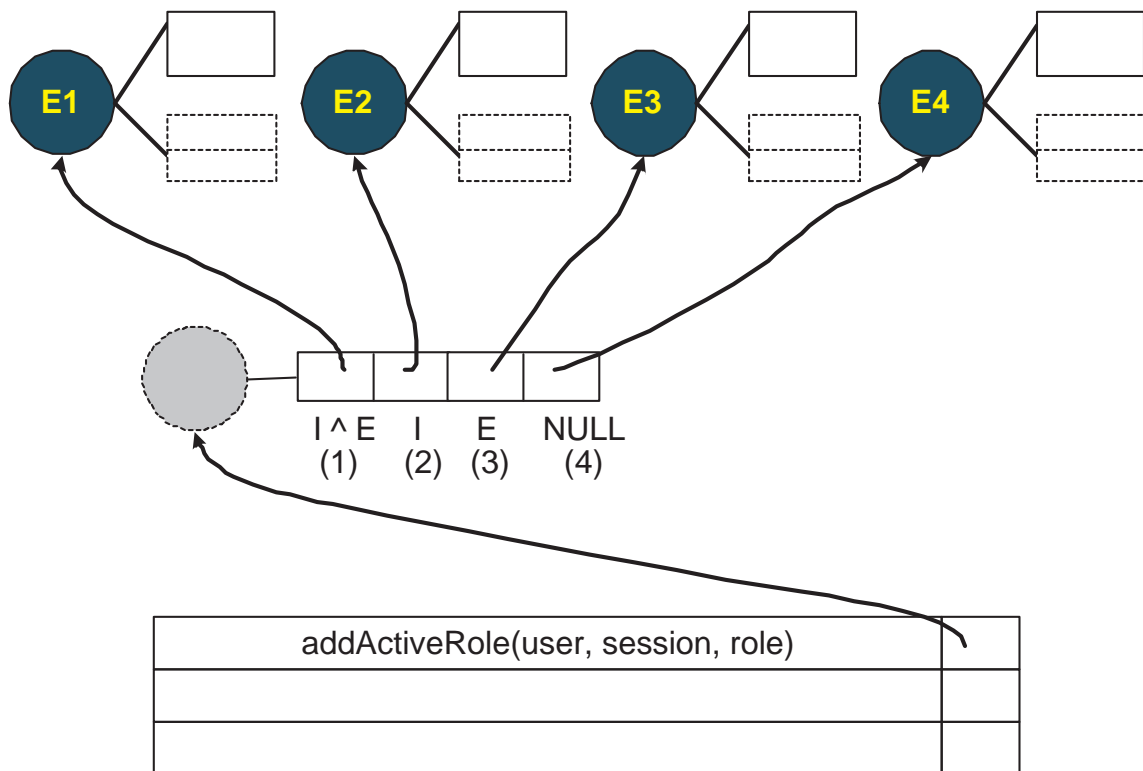 E1 E2 E3 E4
I ^ E I E NULL
(1) (2) (3) (4)
addActiveRole(user, session, role)